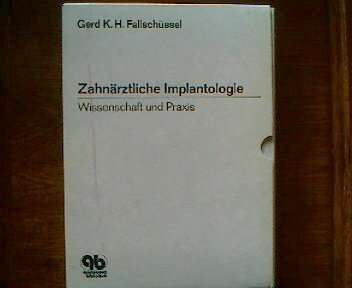 Gerd K. H. Fallschüssel
Zahnärztliche Implantologie
Wissenschaft und Praxis